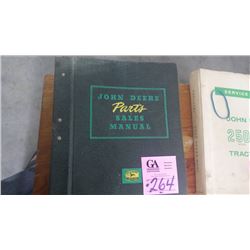 JOHN DEERE
Parts
SALES
MANUAL
GA
264
SERVICE
JOHN
250
TRAC